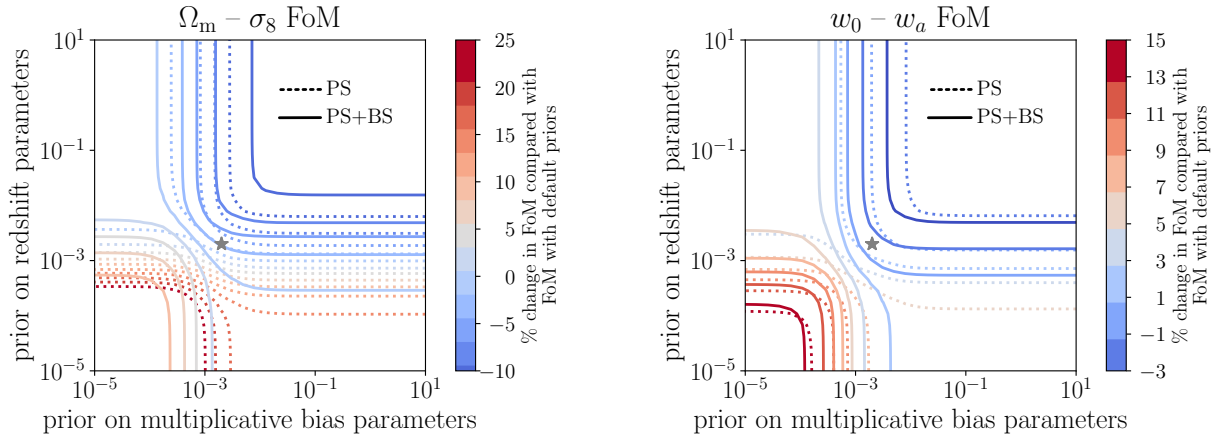 Ωm – σ8 FoM
prior on redshift parameters
10^1
10^−1
10^−3
10^−5
10^−5
10^−3
10^−1
10^1
prior on multiplicative bias parameters
PS
PS+BS
25
20
15
10
5
0
−5
−10
% change in FoM compared with
FoM with default priors
w0 – wa FoM
prior on redshift parameters
10^1
10^−1
10^−3
10^−5
10^−5
10^−3
10^−1
10^1
prior on multiplicative bias parameters
PS
PS+BS
15
13
11
9
7
5
3
1
−1
−3
% change in FoM compared with
FoM with default priors